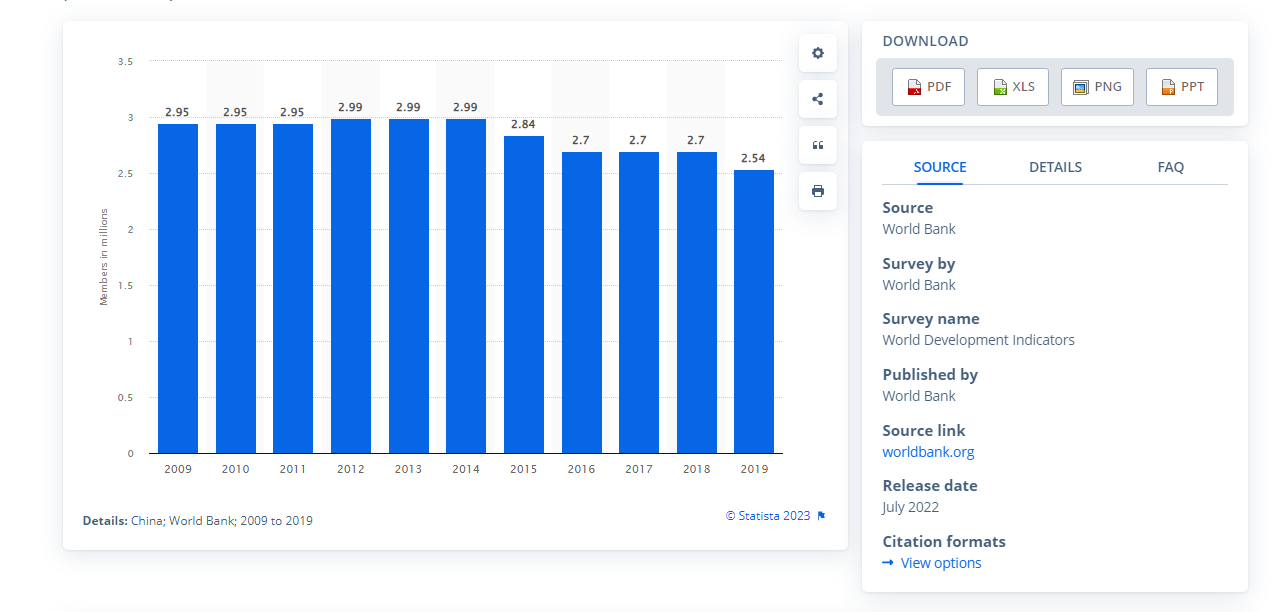 3.5
3
2.5
2
1.5
1
0.5
0
Members in millions
2.95
2.95
2.95
2.99
2.99
2.99
2.84
2.7
2.7
2.7
2.54
2009
2010
2011
2012
2013
2014
2015
2016
2017
2018
2019
Details: China; World Bank; 2009 to 2019
© Statista 2023
DOWNLOAD
PDF
XLS
PNG
PPT
SOURCE
DETAILS
FAQ
Source
World Bank
Survey by
World Bank
Survey name
World Development Indicators
Published by
World Bank
Source link
worldbank.org
Release date
July 2022
Citation formats
→ View options